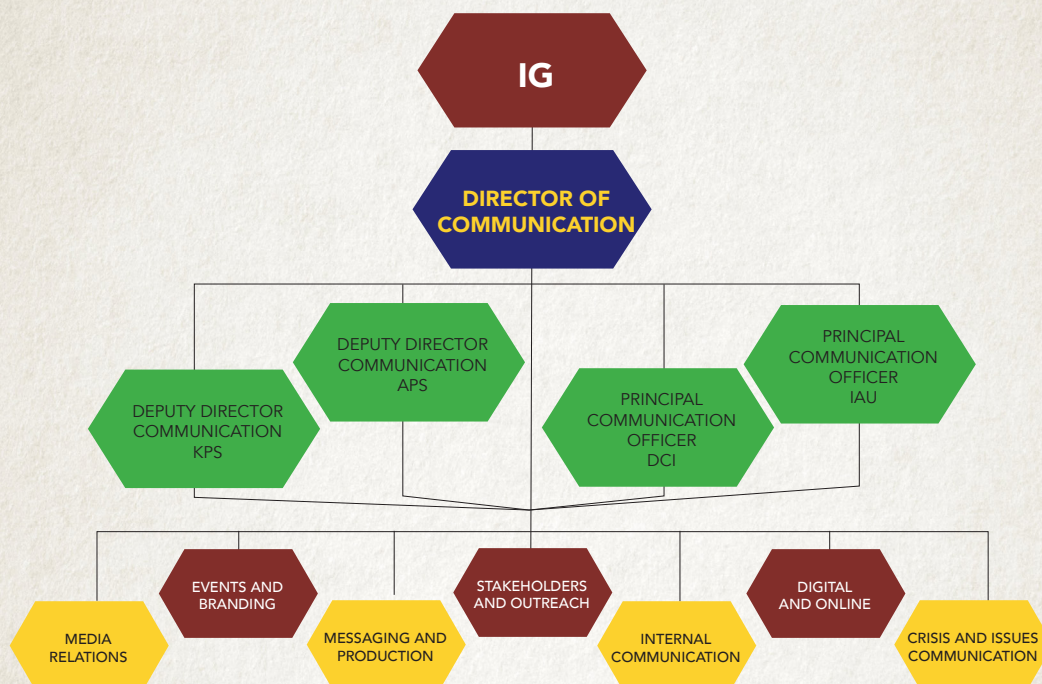 IG
DIRECTOR OF
COMMUNICATION
DEPUTY DIRECTOR
COMMUNICATION
KPS
DEPUTY DIRECTOR
COMMUNICATION
APS
PRINCIPAL
COMMUNICATION
OFFICER
DCI
PRINCIPAL
COMMUNICATION
OFFICER
IAU
MEDIA
RELATIONS
EVENTS AND
BRANDING
MESSAGING AND
PRODUCTION
STAKEHOLDERS
AND OUTREACH
INTERNAL
COMMUNICATION
DIGITAL
AND ONLINE
CRISIS AND ISSUES
COMMUNICATION